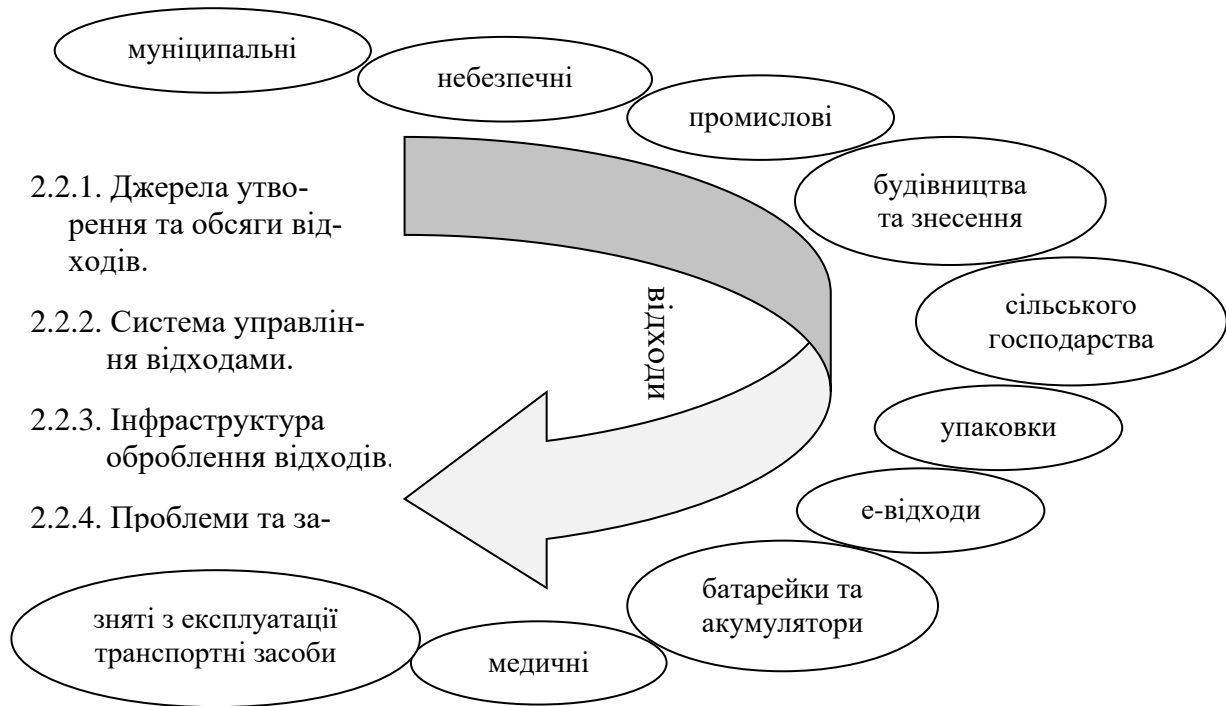 муніципальні
небезпечні
промислові
будівництва
та знесення
сільського
господарства
упаковки
е-відходи
батарейки та
акумулятори
медичні
зняті з експлуатації
транспортні засоби
відходи
2.2.1. Джерела утво-
рення та обсяги від-
ходів.
2.2.2. Система управлін-
ня відходами.
2.2.3. Інфраструктура
оброблення відходів.
2.2.4. Проблеми та за-